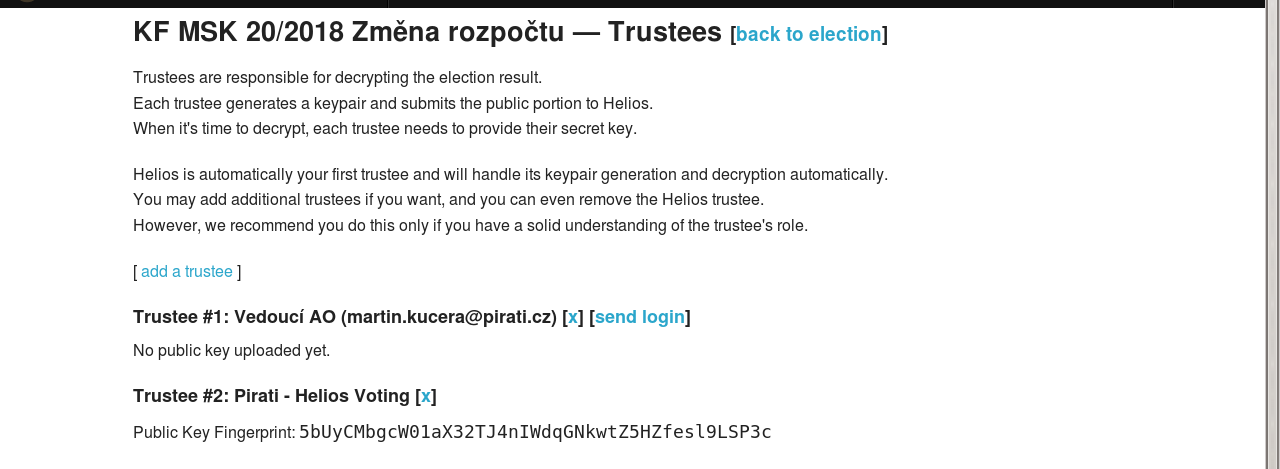 KF MSK 20/2018 Změna rozpočtu — Trustees [back to election]
Trustees are responsible for decrypting the election result.
Each trustee generates a keypair and submits the public portion to Helios.
When it's time to decrypt, each trustee needs to provide their secret key.
Helios is automatically your first trustee and will handle its keypair generation and decryption automatically.
You may add additional trustees if you want, and you can even remove the Helios trustee.
However, we recommend you do this only if you have a solid understanding of the trustee's role.
[ add a trustee ]
Trustee #1: Vedoucí AO (martin.kucera@pirati.cz) [x] [send login]
No public key uploaded yet.
Trustee #2: Pirati - Helios Voting [x]
Public Key Fingerprint: 5bUyCMbgcW01aX32TJ4nIWdqGNkwtZ5HZfesl9LSP3c